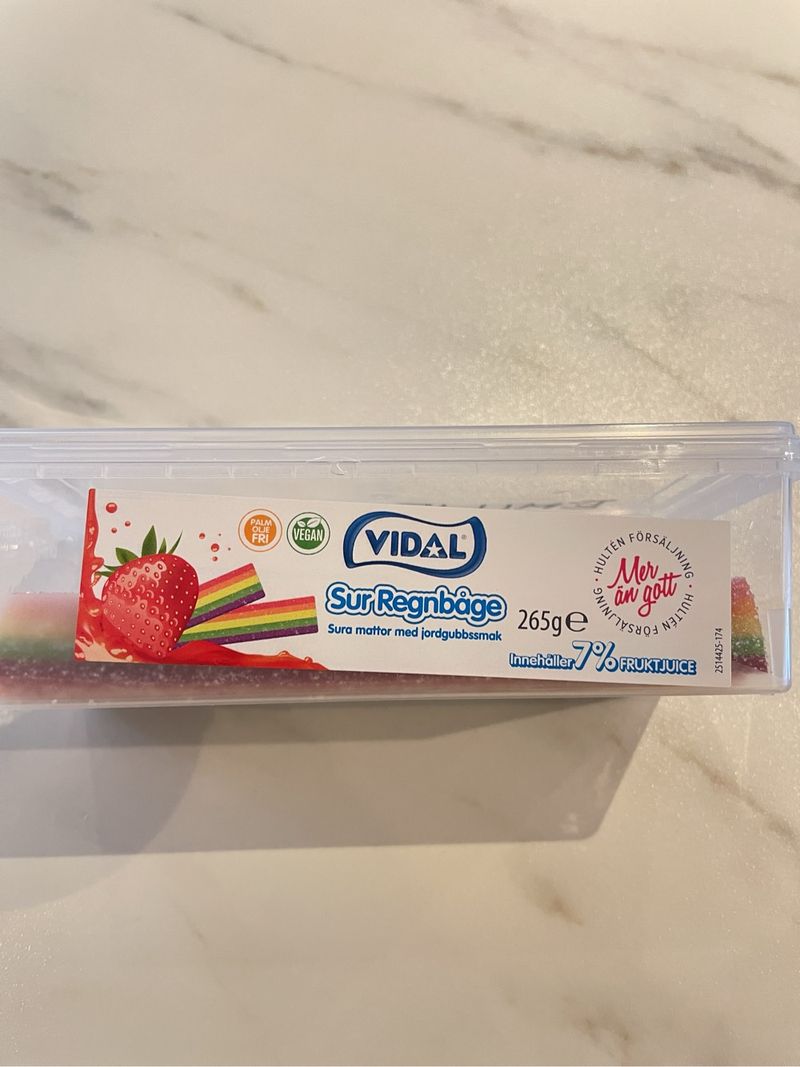 PALM
OLJE
FRI
VEGAN
VIDAL®
Sur Regnbåge
Sura mattor med jordgubbssmak
265g e
Innehåller 7% FRUKTJUICE
HULTÉN FÖRSÄLJNING · HULTÉN FÖRSÄLJNING ·
Mer
än gott
2514425-174